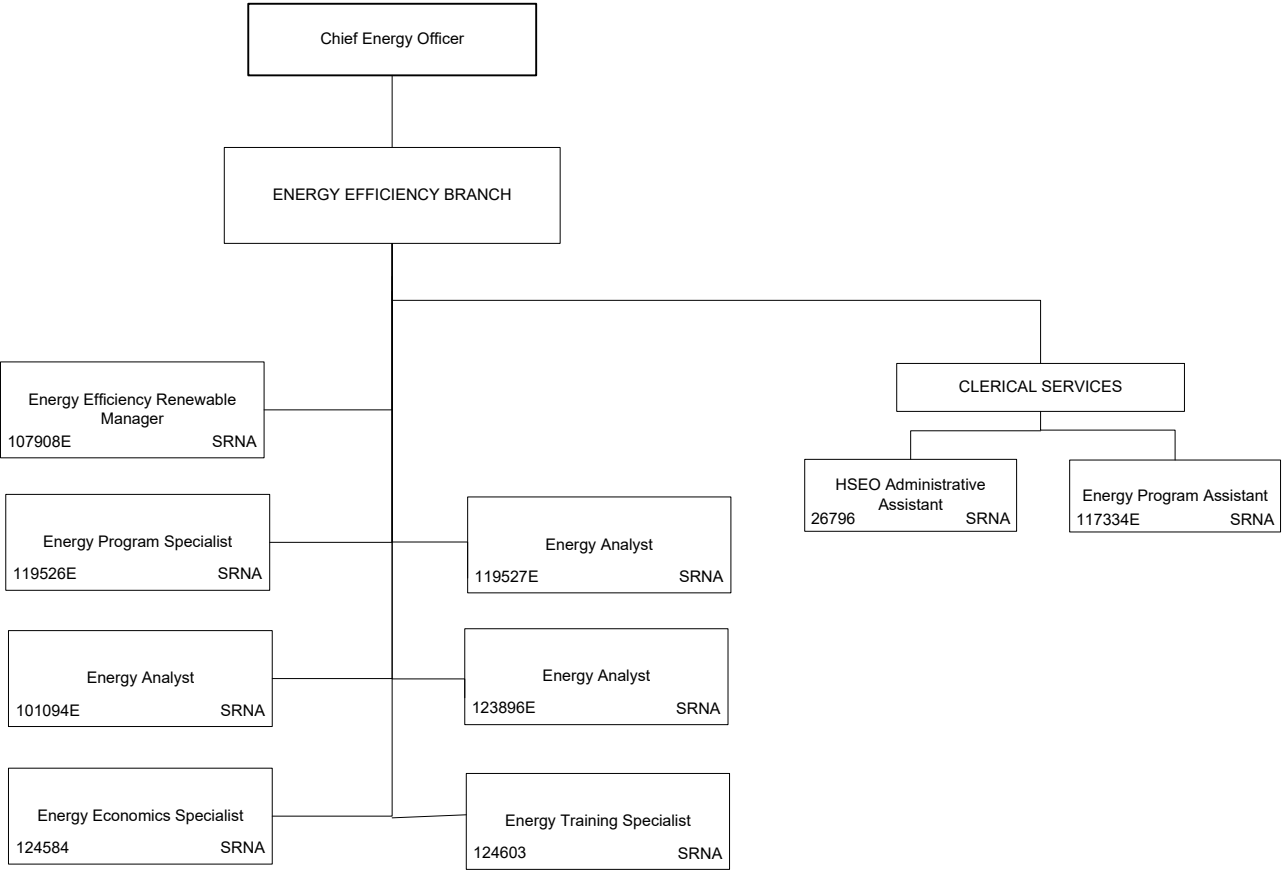 Chief Energy Officer
ENERGY EFFICIENCY BRANCH
Energy Efficiency Renewable
Manager
107908E SRNA
CLERICAL SERVICES
HSEO Administrative
Assistant
26796 SRNA
Energy Program Assistant
117334E SRNA
Energy Program Specialist
119526E SRNA
Energy Analyst
119527E SRNA
Energy Analyst
101094E SRNA
Energy Analyst
123896E SRNA
Energy Economics Specialist
124584 SRNA
Energy Training Specialist
124603 SRNA